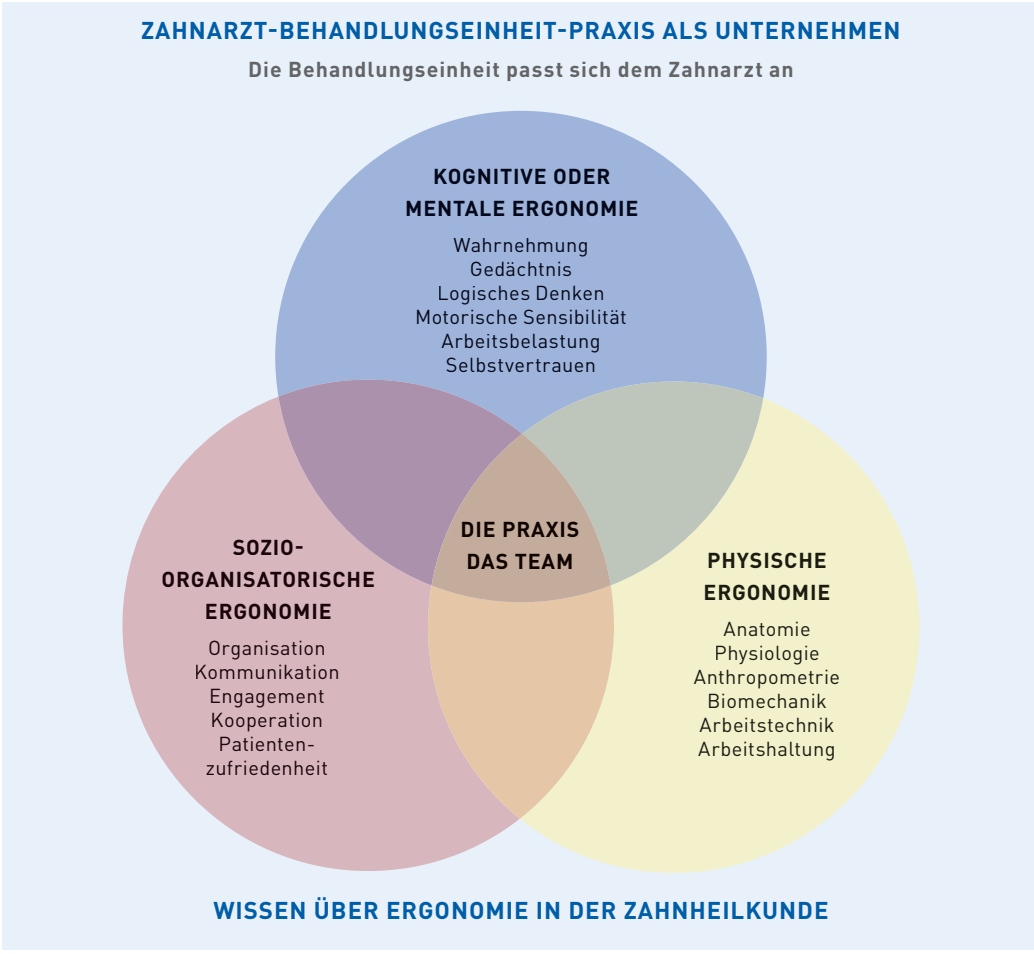 ZAHNARZT-BEHANDLUNGSEINHEIT-PRAXIS ALS UNTERNEHMEN
Die Behandlungseinheit passt sich dem Zahnarzt an
KOGNITIVE ODER
MENTALE ERGONOMIE
Wahrnehmung
Gedächtnis
Logisches Denken
Motorische Sensibilität
Arbeitsbelastung
Selbstvertrauen
DIE PRAXIS
DAS TEAM
SOZIO-
ORGANISATORISCHE
ERGONOMIE
Organisation
Kommunikation
Engagement
Kooperation
Patienten-
zufriedenheit
PHYSISCHE
ERGONOMIE
Anatomie
Physiologie
Anthropometrie
Biomechanik
Arbeitstechnik
Arbeitshaltung
WISSEN ÜBER ERGONOMIE IN DER ZAHNHEILKUNDE